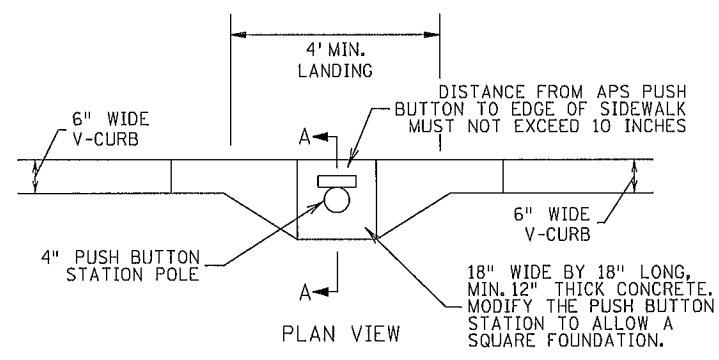 4' MIN.
LANDING
DISTANCE FROM APS PUSH
BUTTON TO EDGE OF SIDEWALK
MUST NOT EXCEED 10 INCHES
6" WIDE
V-CURB
A
6" WIDE
V-CURB
4" PUSH BUTTON
STATION POLE
A
18" WIDE BY 18" LONG,
MIN. 12" THICK CONCRETE.
MODIFY THE PUSH BUTTON
STATION TO ALLOW A
SQUARE FOUNDATION.
PLAN VIEW